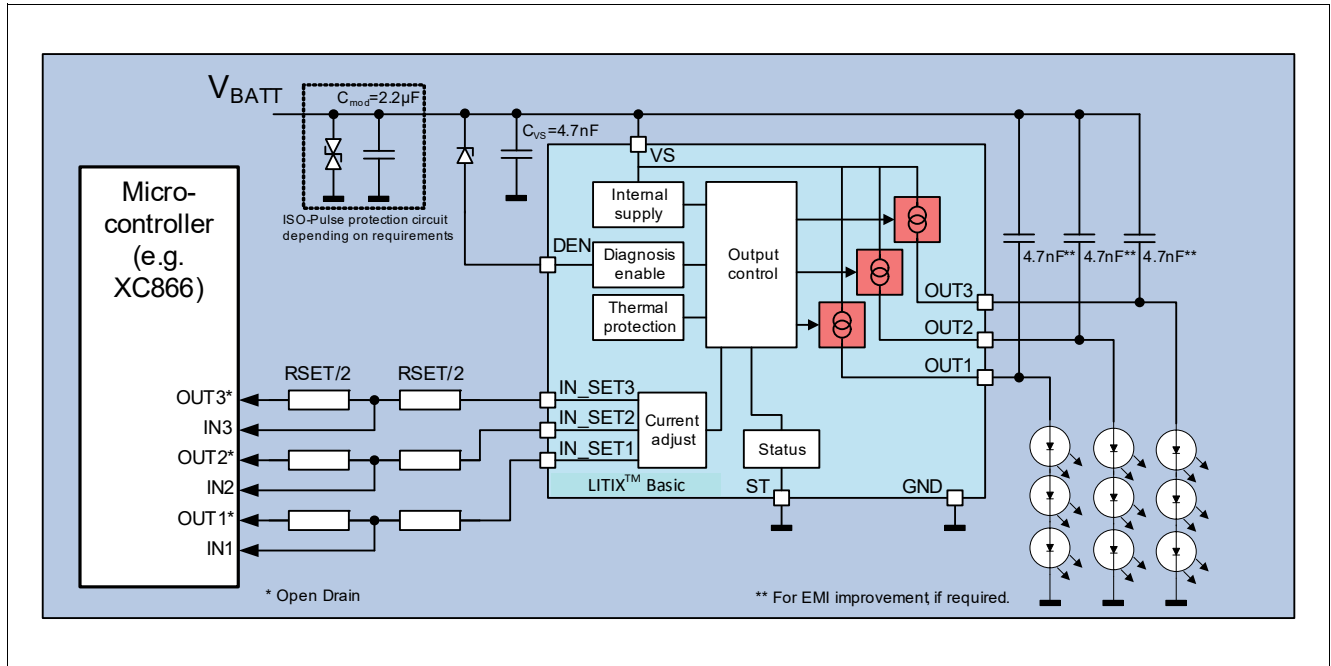 V_BATT
C_mod=2.2µF
C_VS=4.7nF
ISO-Pulse protection circuit
depending on requirements
Micro-
controller
(e.g.
XC866)
VS
Internal
supply
DEN
Diagnosis
enable
Thermal
protection
Output
control
4.7nF**
4.7nF**
4.7nF**
OUT3
OUT2
OUT1
RSET/2
RSET/2
OUT3*
IN3
OUT2*
IN2
OUT1*
IN1
IN_SET3
IN_SET2
IN_SET1
Current
adjust
Status
LITIX™ Basic
ST
GND
* Open Drain
** For EMI improvement, if required.